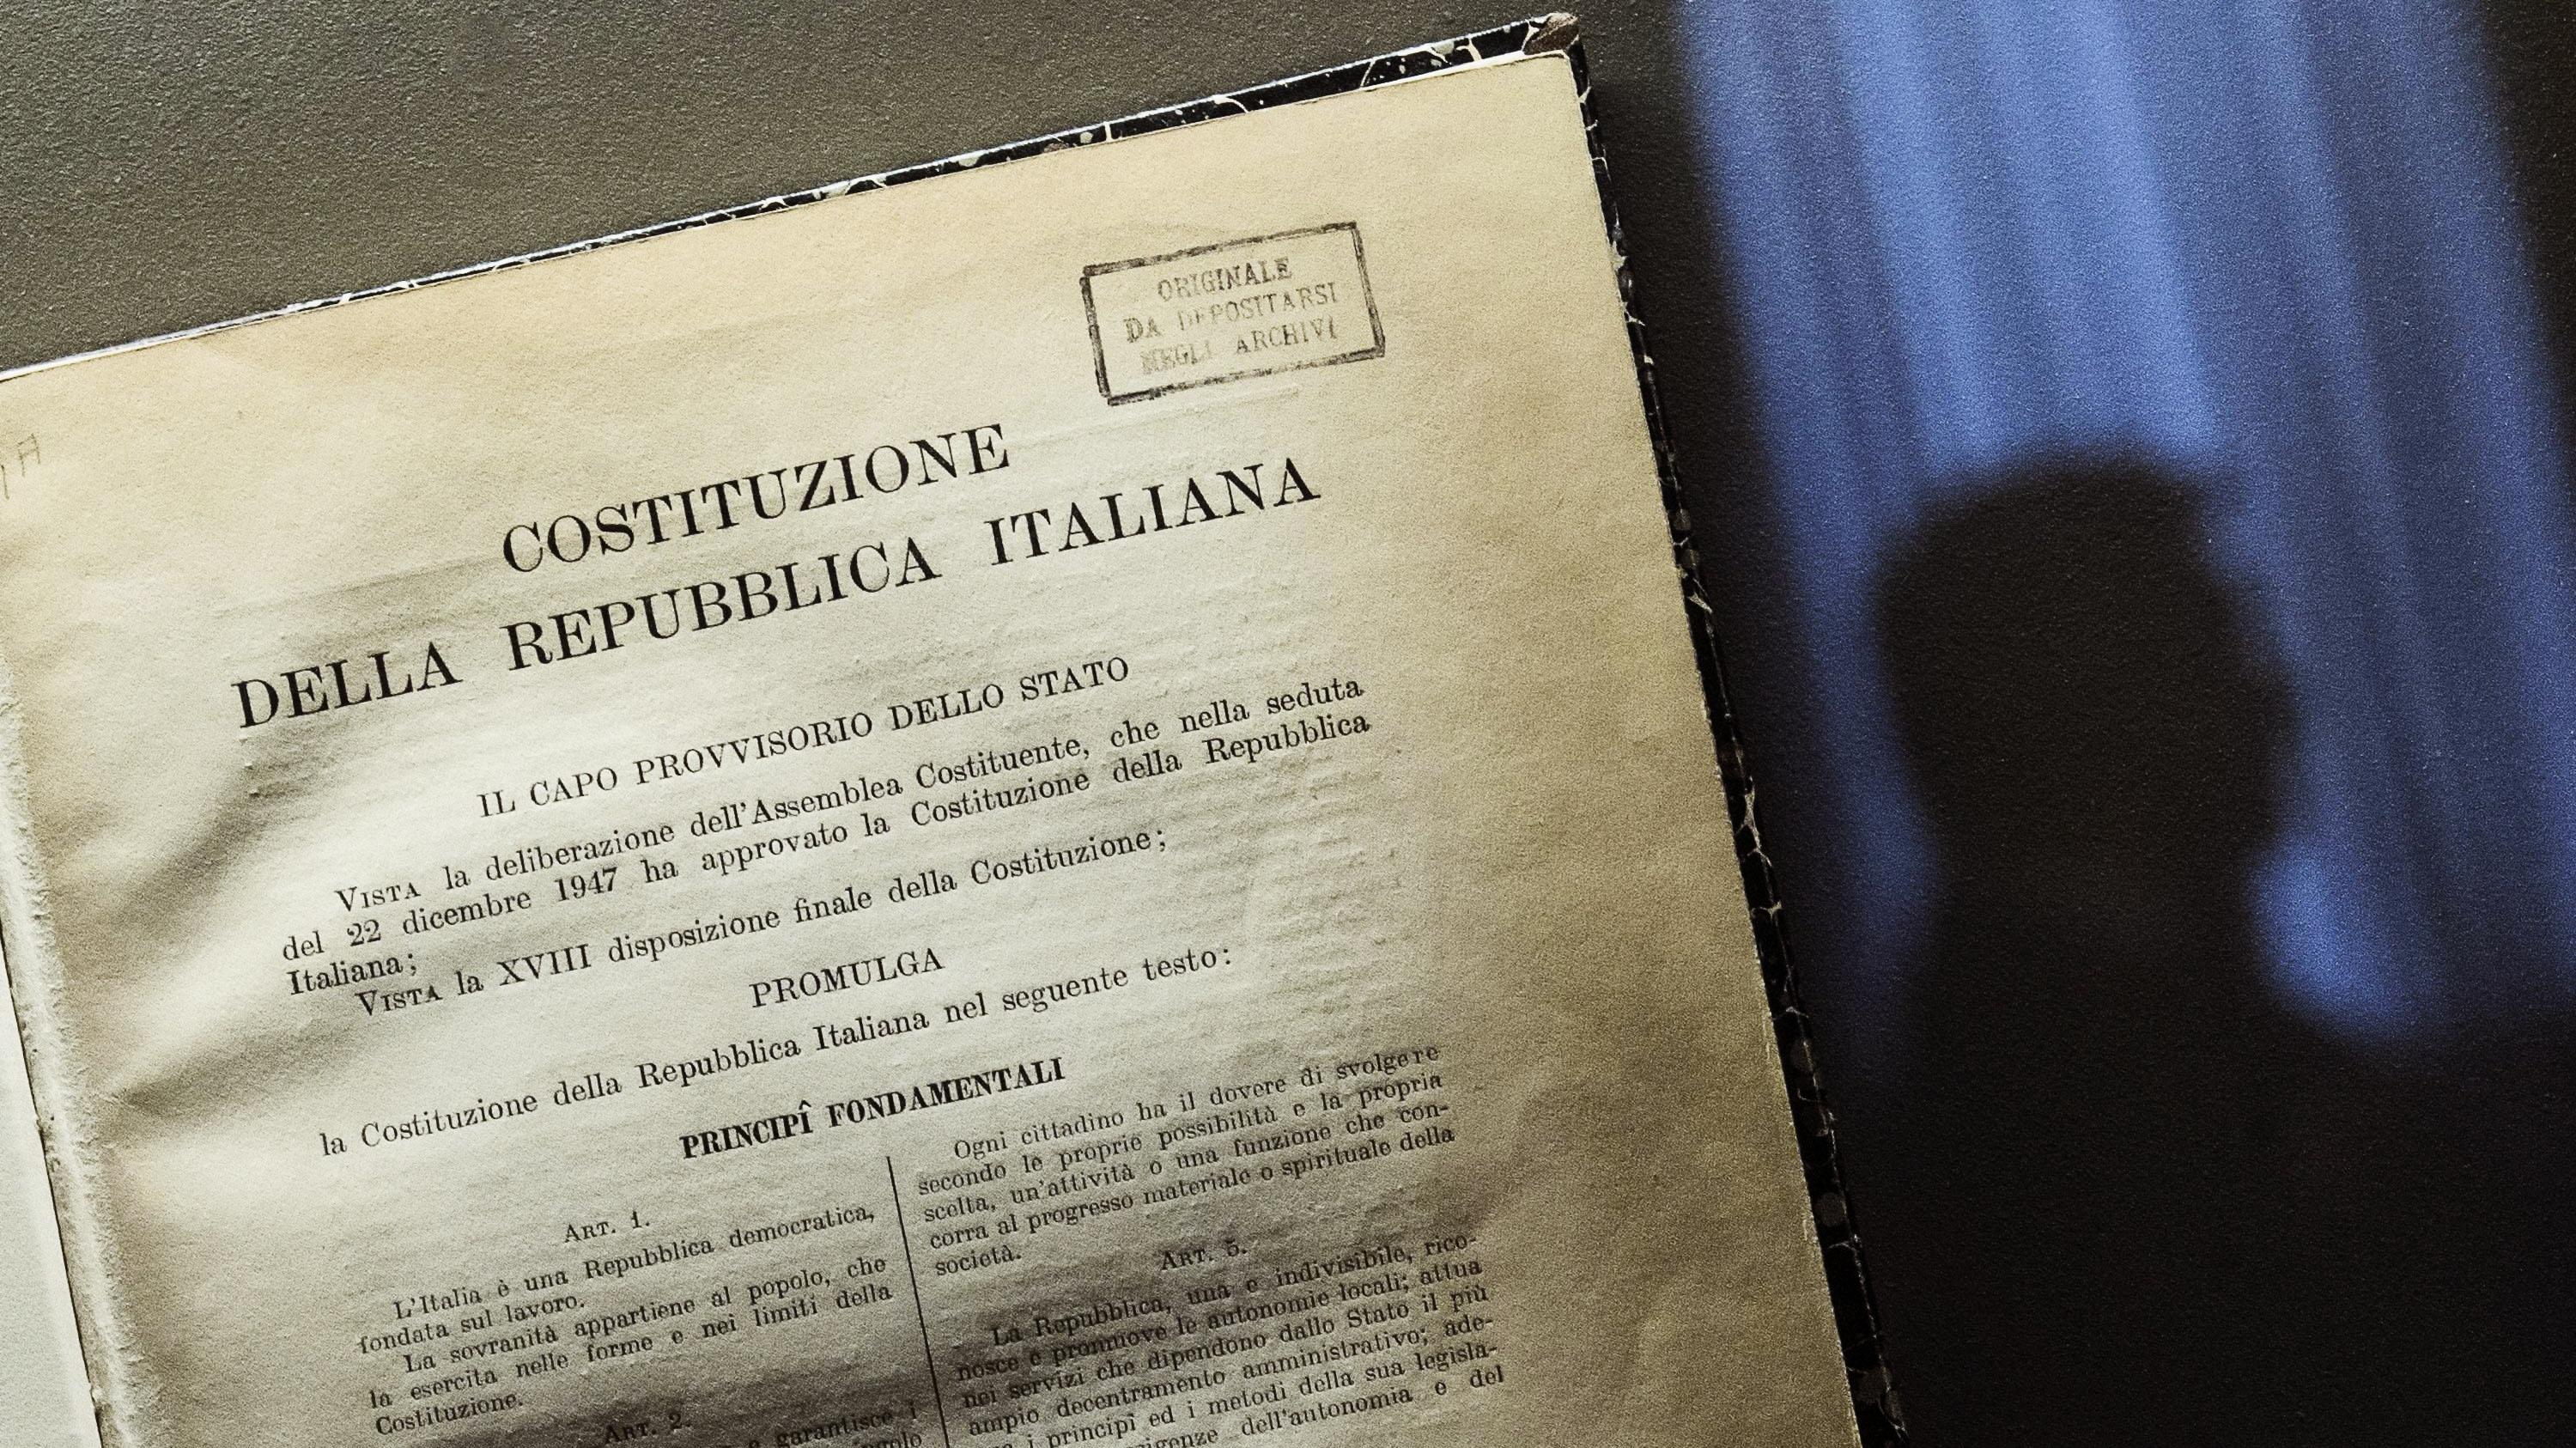 ORIGINALE
DA DEPOSITARSI
NEGLI ARCHIVI
COSTITUZIONE
DELLA REPUBBLICA ITALIANA
IL CAPO PROVVISORIO DELLO STATO
VISTA la deliberazione dell'Assemblea Costituente, che nella seduta
del 22 dicembre 1947 ha approvato la Costituzione della Repubblica
Italiana;
VISTA la XVIII disposizione finale della Costituzione;
PROMULGA
la Costituzione della Repubblica Italiana nel seguente testo:
PRINCIPÎ FONDAMENTALI
ART. 1.
L'Italia è una Repubblica democratica,
fondata sul lavoro.
La sovranità appartiene al popolo, che
la esercita nelle forme e nei limiti della
Costituzione.
ART. 2.
e garantisce i
Ogni cittadino ha il dovere di svolgere
secondo le proprie possibilità e la propria
scelta, un'attività o una funzione che con-
corra al progresso materiale o spirituale della
società.
ART. 5.
La Repubblica, una e indivisibile, rico-
nosce e promuove le autonomie locali; attua
nei servizi che dipendono dallo Stato il più
ampio decentramento amministrativo; ade-
i principî ed i metodi della sua legisla-
dell'autonomia e del